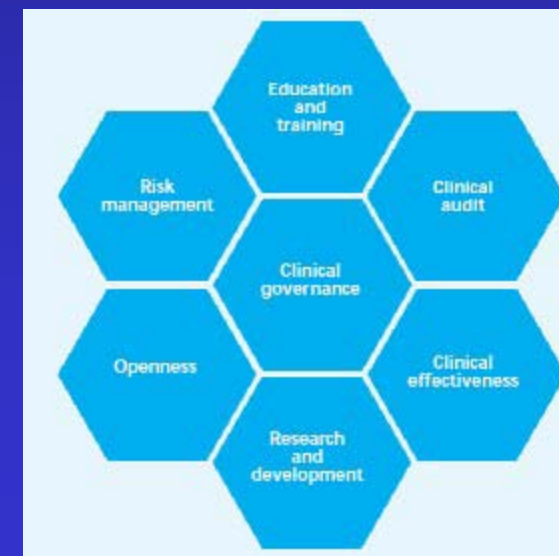 Education
and
training
Risk
management
Clinical
audit
Clinical
governance
Openness
Clinical
effectiveness
Research
and
development